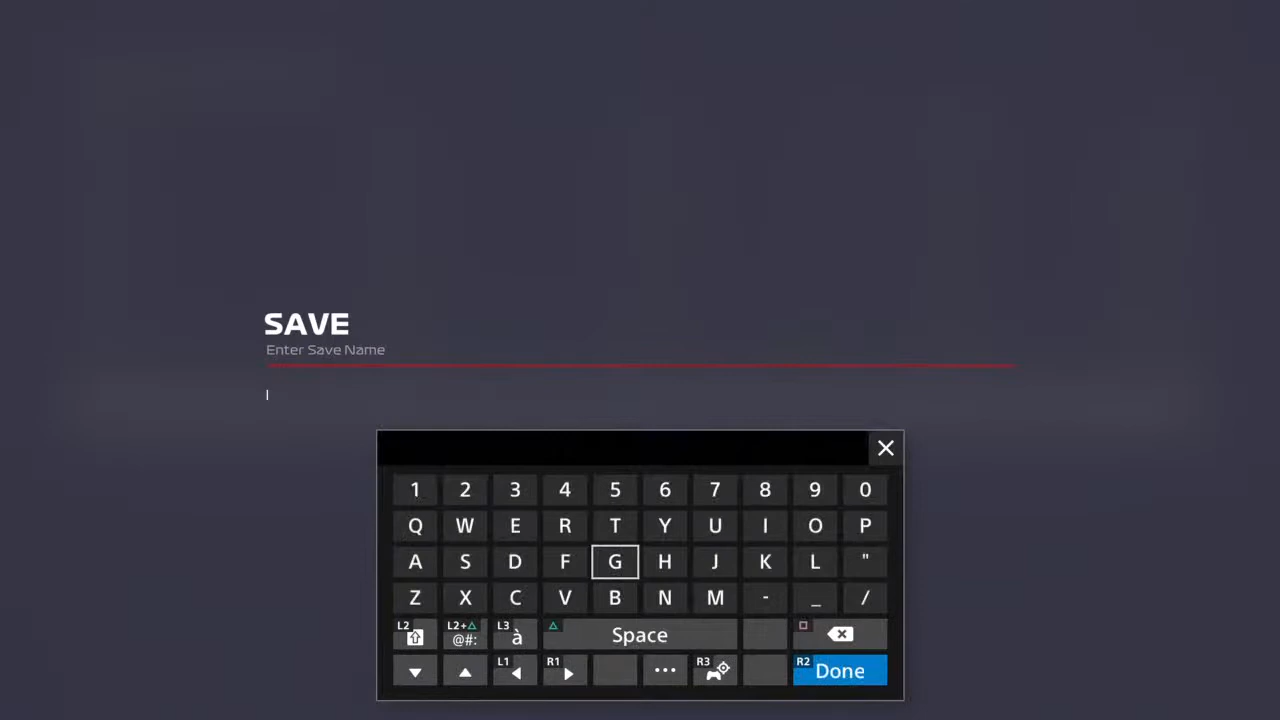 SAVE
Enter Save Name
1 2 3 4 5 6 7 8 9 0
Q W E R T Y U I O P
A S D F G H J K L "
Z X C V B N M - _ /
L2 L2+△ @#: L3 à △ Space □
L1 R1 ... R3 R2 Done